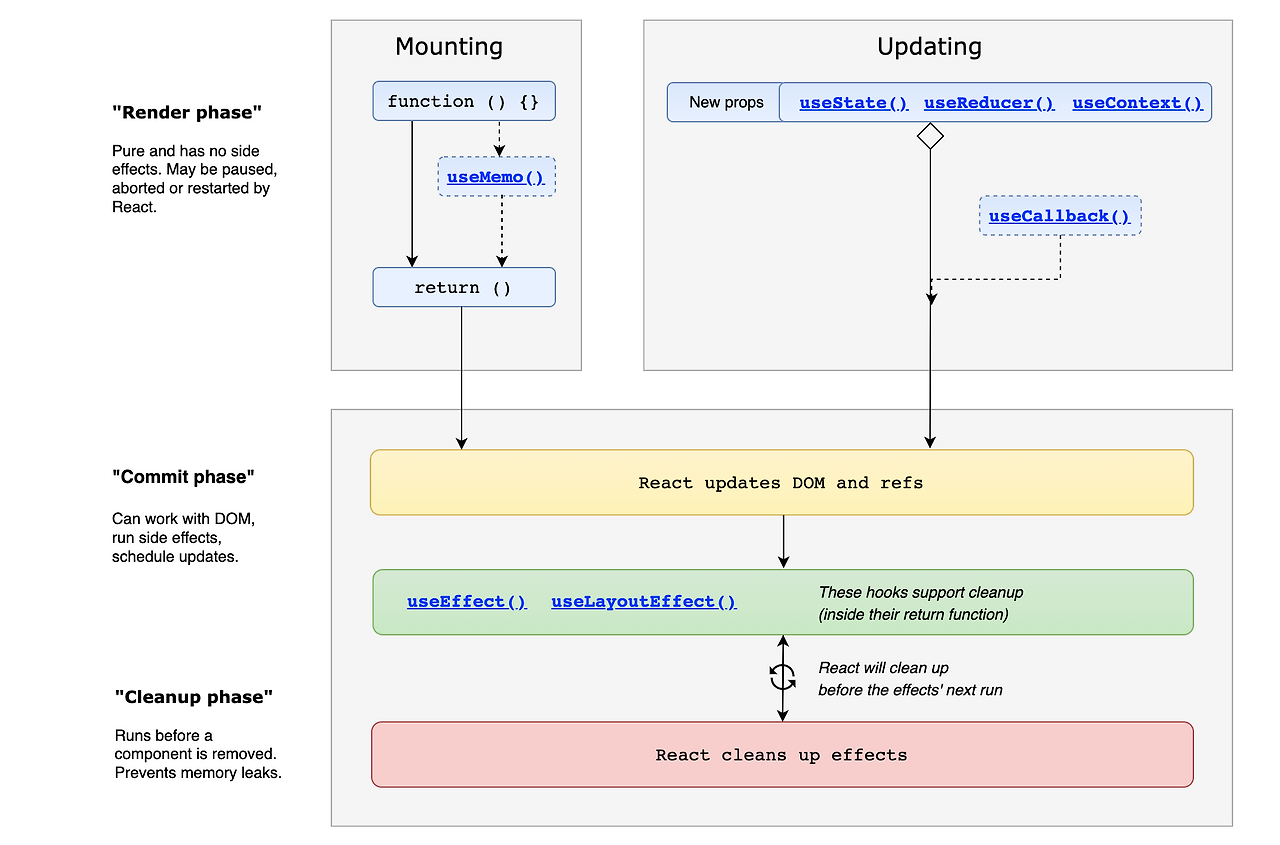 Mounting
Updating
"Render phase"
Pure and has no side
effects. May be paused,
aborted or restarted by
React.
function () {}
useMemo()
return ()
New props
useState() useReducer() useContext()
useCallback()
"Commit phase"
Can work with DOM,
run side effects,
schedule updates.
React updates DOM and refs
useEffect() useLayoutEffect()
These hooks support cleanup
(inside their return function)
React will clean up
before the effects' next run
"Cleanup phase"
Runs before a
component is removed.
Prevents memory leaks.
React cleans up effects